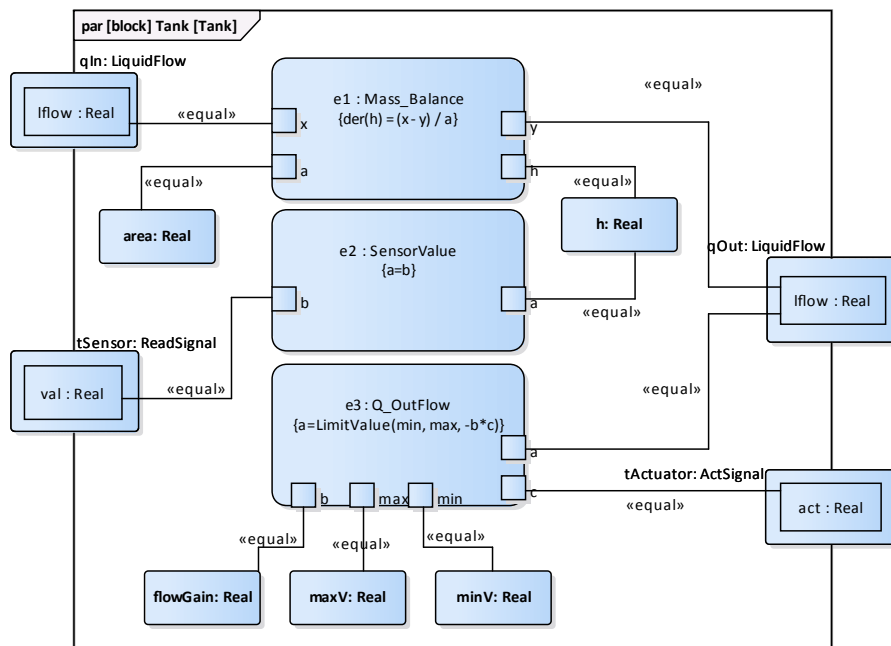 par [block] Tank [Tank]
qIn: LiquidFlow
lflow : Real
«equal»
x
e1 : Mass_Balance
{der(h) = (x - y) / a}
y
«equal»
a
h
«equal»
«equal»
area: Real
h: Real
e2 : SensorValue
{a=b}
b
a
«equal»
qOut: LiquidFlow
lflow : Real
tSensor: ReadSignal
val : Real
«equal»
e3 : Q_OutFlow
{a=LimitValue(min, max, -b*c)}
«equal»
a
c
tActuator: ActSignal
act : Real
«equal»
b
max
min
«equal»
«equal»
«equal»
flowGain: Real
maxV: Real
minV: Real